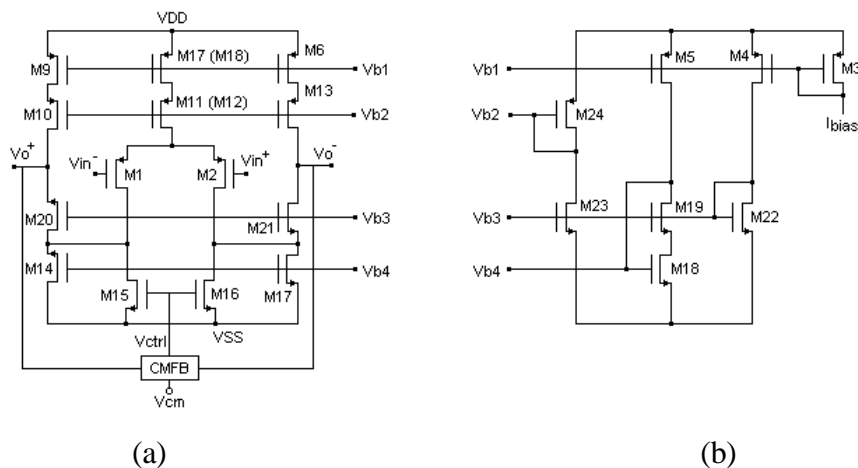 VDD
M9
M17 (M18)
M6
Vb1
M10
M11 (M12)
M13
Vb2
Vo+
Vin-
M1
M2
Vin+
Vo-
M20
M21
Vb3
M14
M15
M16
M17
Vb4
Vctrl
VSS
CMFB
Vcm
(a)
Vb1
M5
M4
M3
Vb2
M24
Ibias
Vb3
M23
M19
M22
Vb4
M18
(b)